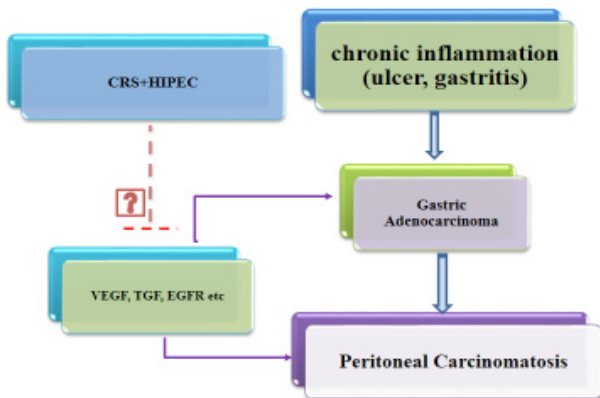 CRS+HIPEC
chronic inflammation
(ulcer, gastritis)
?
Gastric
Adenocarcinoma
VEGF, TGF, EGFR etc
Peritoneal Carcinomatosis